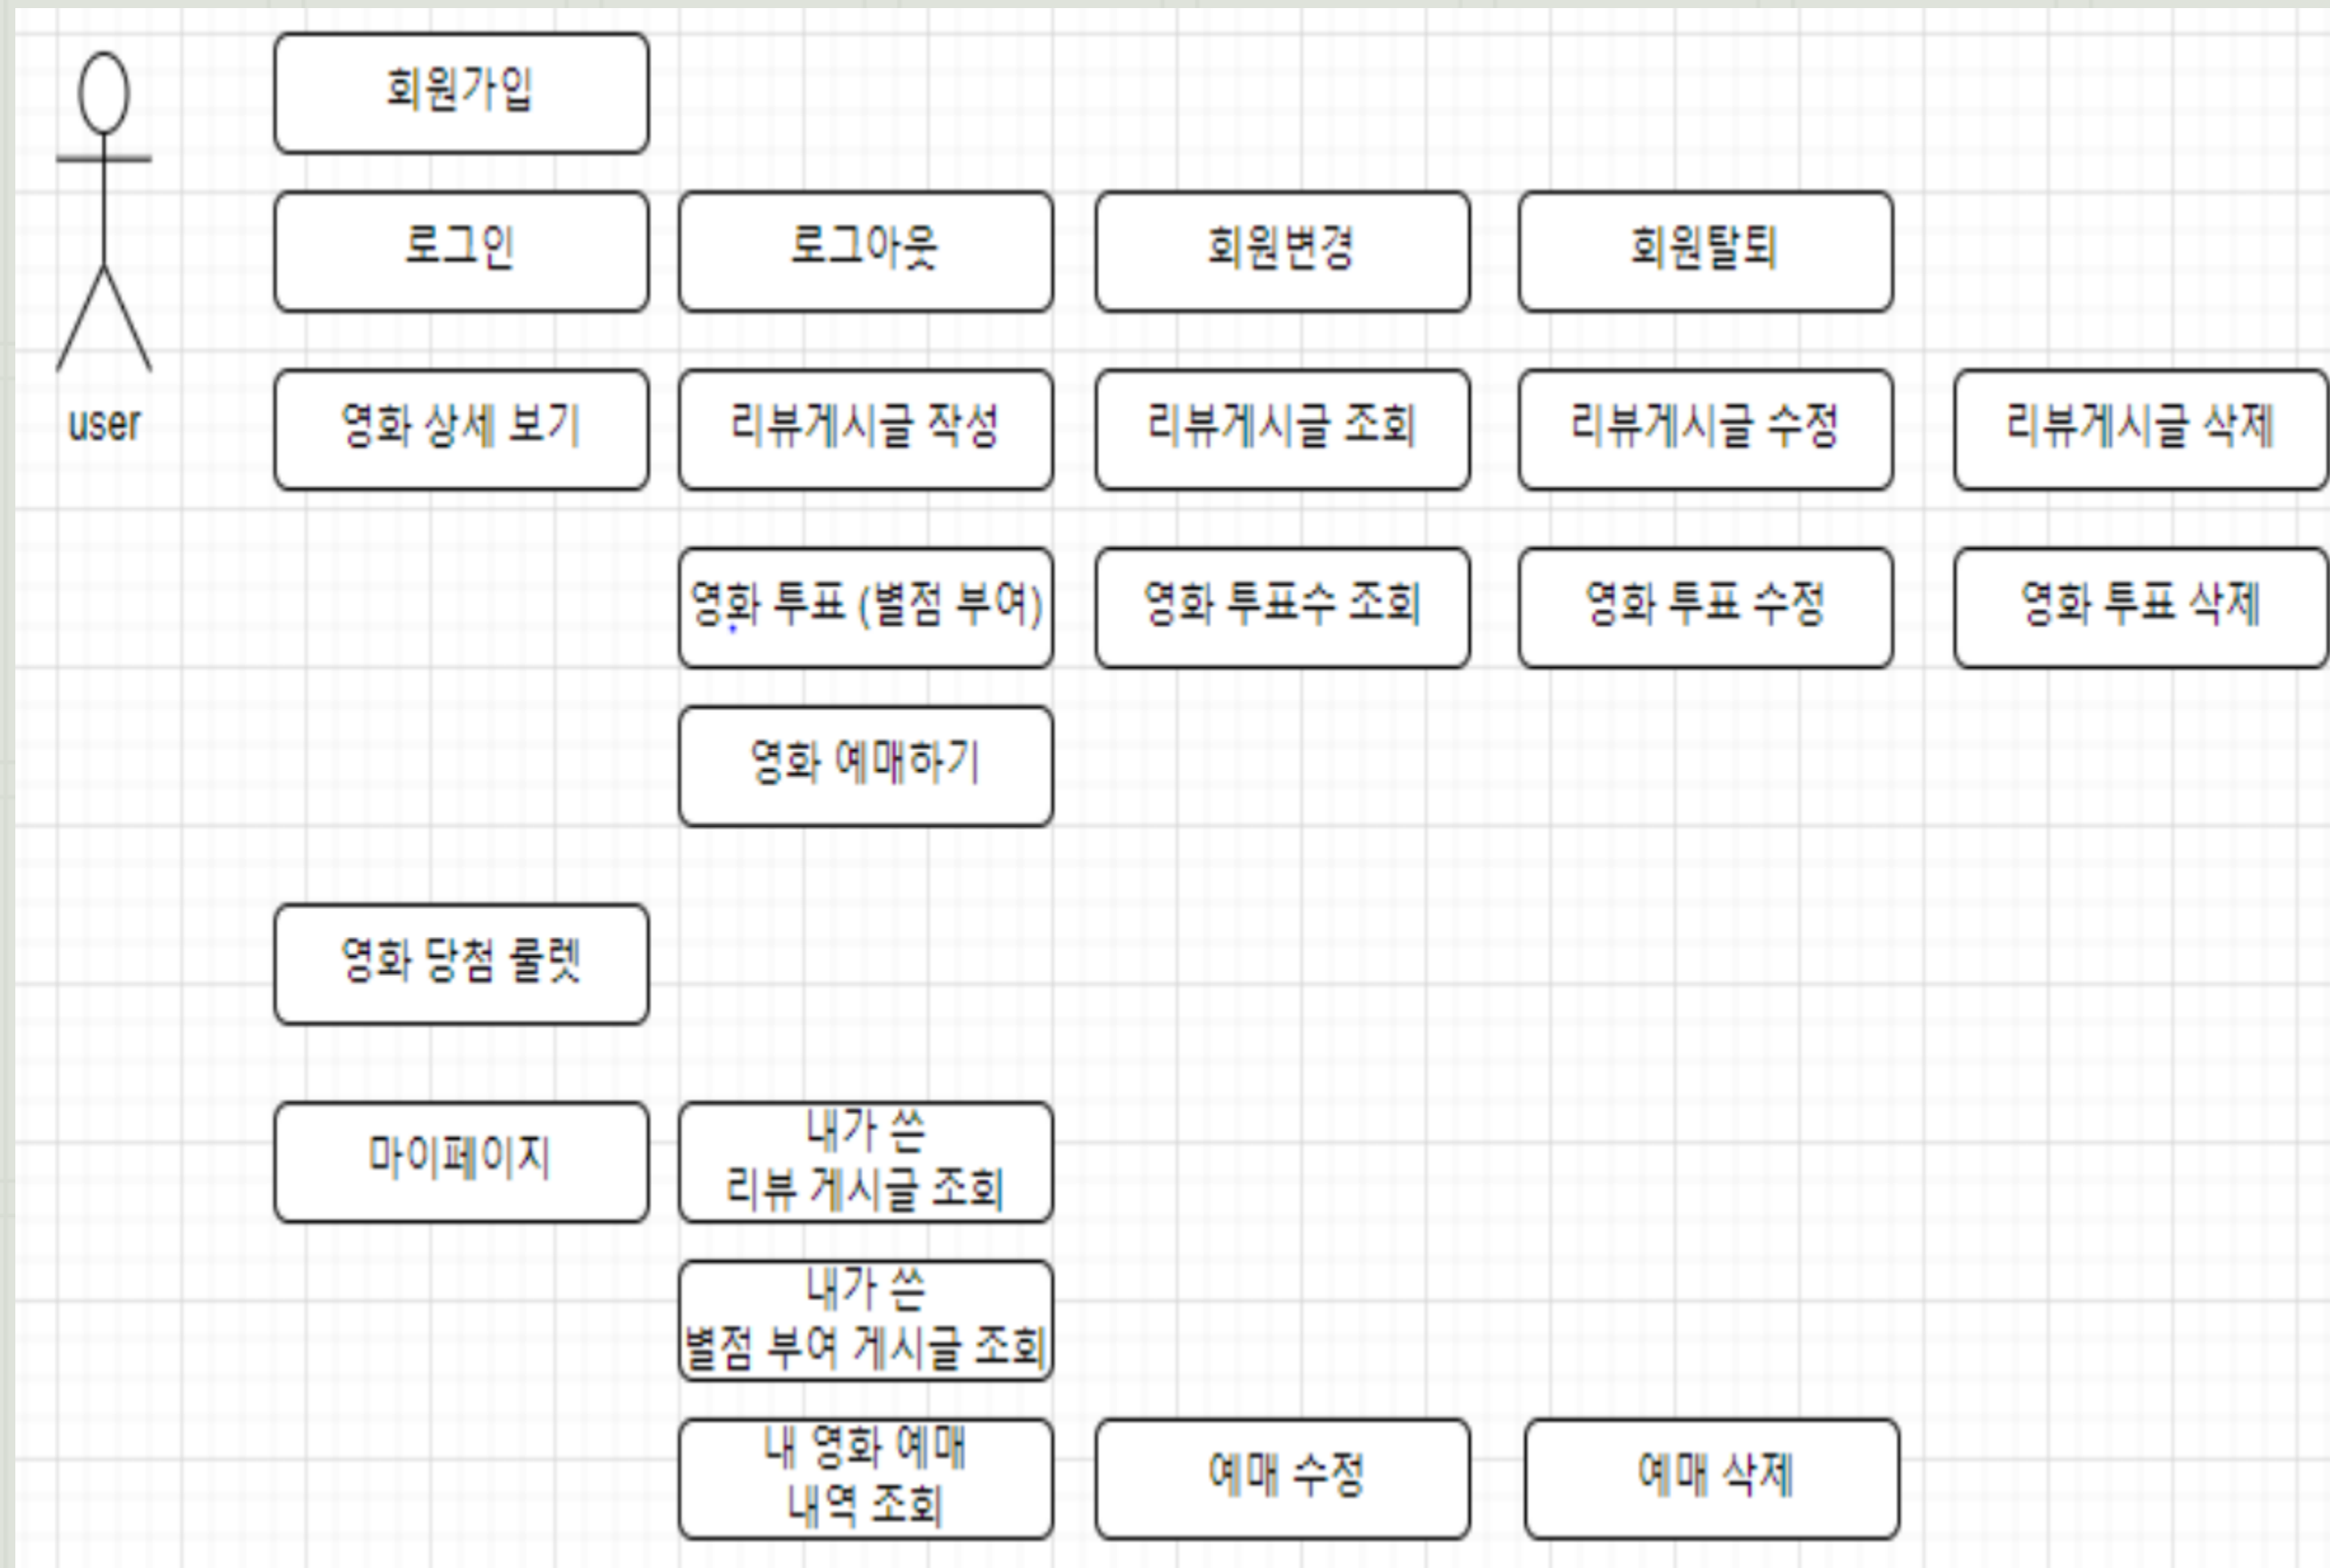 회원가입
로그인
로그아웃
회원변경
회원탈퇴
user
영화 상세 보기
리뷰게시글 작성
리뷰게시글 조회
리뷰게시글 수정
리뷰게시글 삭제
영화 투표 (별점 부여)
영화 투표수 조회
영화 투표 수정
영화 투표 삭제
영화 예매하기
영화 당첨 룰렛
마이페이지
내가 쓴
리뷰 게시글 조회
내가 쓴
별점 부여 게시글 조회
내 영화 예매
내역 조회
예매 수정
예매 삭제